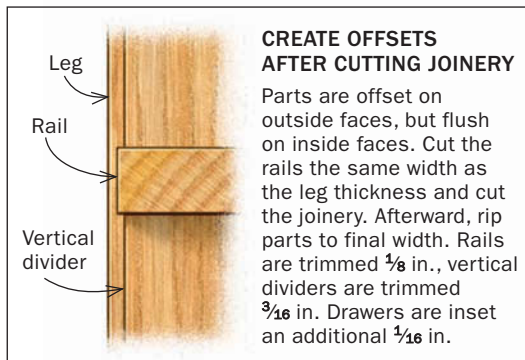 Leg
Rail
Vertical
divider
CREATE OFFSETS
AFTER CUTTING JOINERY
Parts are offset on
outside faces, but flush
on inside faces. Cut the
rails the same width as
the leg thickness and cut
the joinery. Afterward, rip
parts to final width. Rails
are trimmed 1⁄8 in., vertical
dividers are trimmed
3⁄16 in. Drawers are inset
an additional 1⁄16 in.